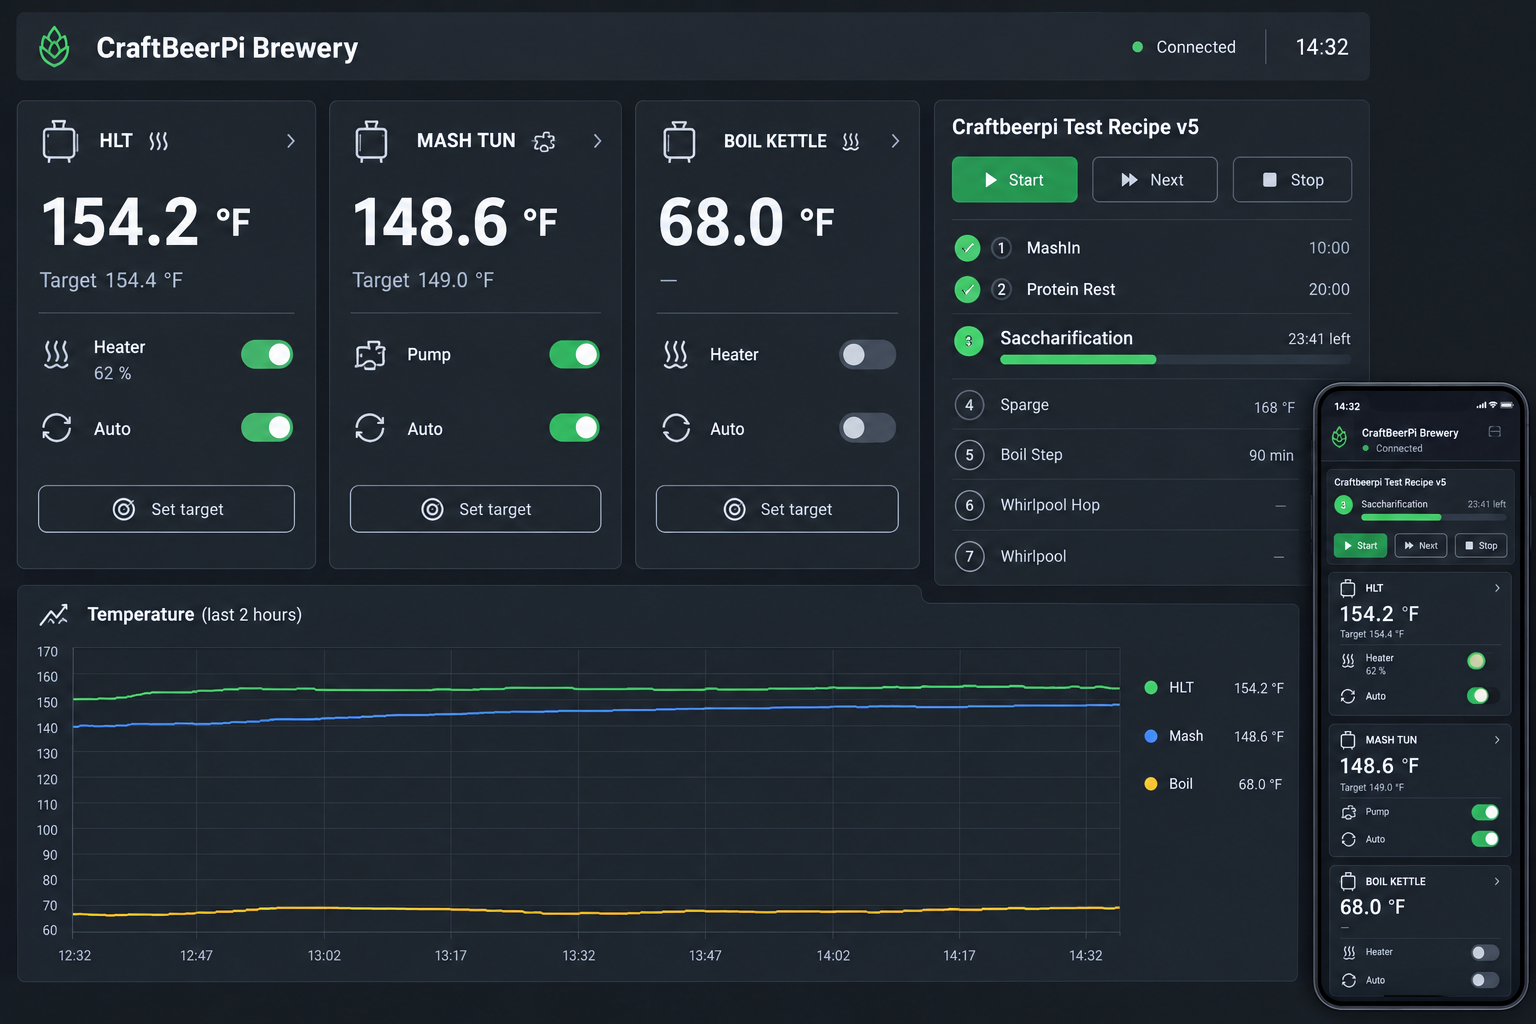 CraftBeerPi Brewery
Connected
14:32
HLT
154.2 °F
Target 154.4 °F
Heater
62 %
Auto
Set target
MASH TUN
148.6 °F
Target 149.0 °F
Pump
Auto
Set target
BOIL KETTLE
68.0 °F
—
Heater
Auto
Set target
Craftbeerpi Test Recipe v5
Start
Next
Stop
1 MashIn 10:00
2 Protein Rest 20:00
3 Saccharification 23:41 left
4 Sparge 168 °F
5 Boil Step 90 min
6 Whirlpool Hop —
7 Whirlpool —
Temperature (last 2 hours)
170
160
150
140
130
120
110
100
90
80
70
60
12:32 12:47 13:02 13:17 13:32 13:47 14:02 14:17 14:32
HLT 154.2 °F
Mash 148.6 °F
Boil 68.0 °F
14:32
CraftBeerPi Brewery
Connected
Craftbeerpi Test Recipe v5
3 Saccharification 23:41 left
Start
Next
Stop
HLT
154.2 °F
Target 154.4 °F
Heater
62 %
Auto
MASH TUN
148.6 °F
Target 149.0 °F
Pump
Auto
BOIL KETTLE
68.0 °F
—
Heater
Auto